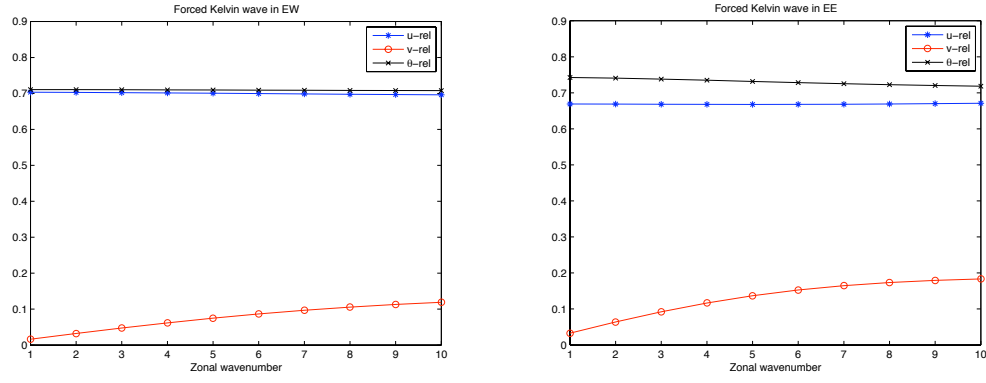 Forced Kelvin wave in EW
u-rel
v-rel
θ-rel
0.9
0.8
0.7
0.6
0.5
0.4
0.3
0.2
0.1
0
1 2 3 4 5 6 7 8 9 10
Zonal wavenumber
Forced Kelvin wave in EE
u-rel
v-rel
θ-rel
0.9
0.8
0.7
0.6
0.5
0.4
0.3
0.2
0.1
0
1 2 3 4 5 6 7 8 9 10
Zonal wavenumber